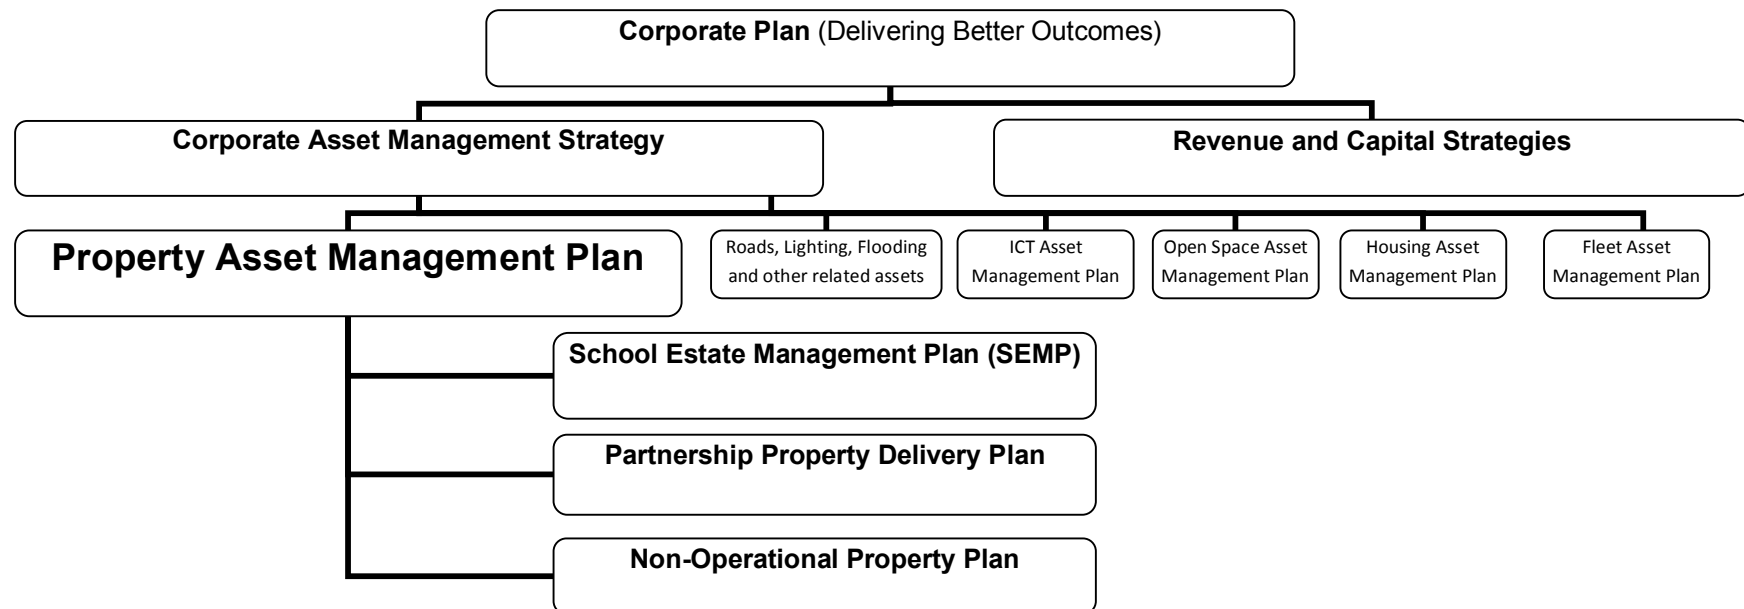 Corporate Plan (Delivering Better Outcomes)
Corporate Asset Management Strategy
Revenue and Capital Strategies
Property Asset Management Plan
Roads, Lighting, Flooding
and other related assets
ICT Asset
Management Plan
Open Space Asset
Management Plan
Housing Asset
Management Plan
Fleet Asset
Management Plan
School Estate Management Plan (SEMP)
Partnership Property Delivery Plan
Non-Operational Property Plan